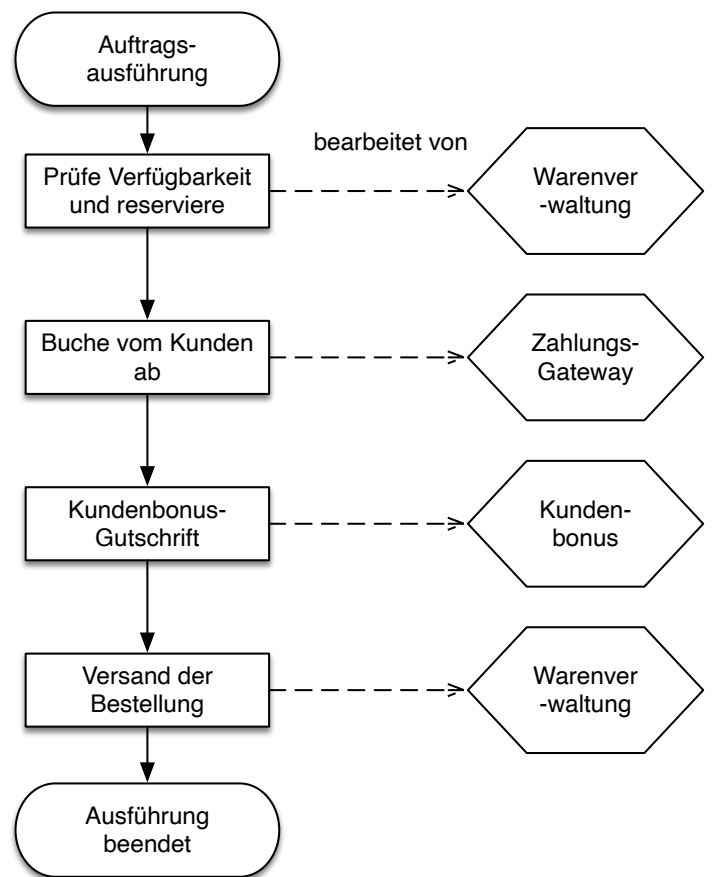 Auftrags-
ausführung
bearbeitet von
Prüfe Verfügbarkeit
und reserviere
Warenver
-waltung
Buche vom Kunden
ab
Zahlungs-
Gateway
Kundenbonus-
Gutschrift
Kunden-
bonus
Versand der
Bestellung
Warenver
-waltung
Ausführung
beendet